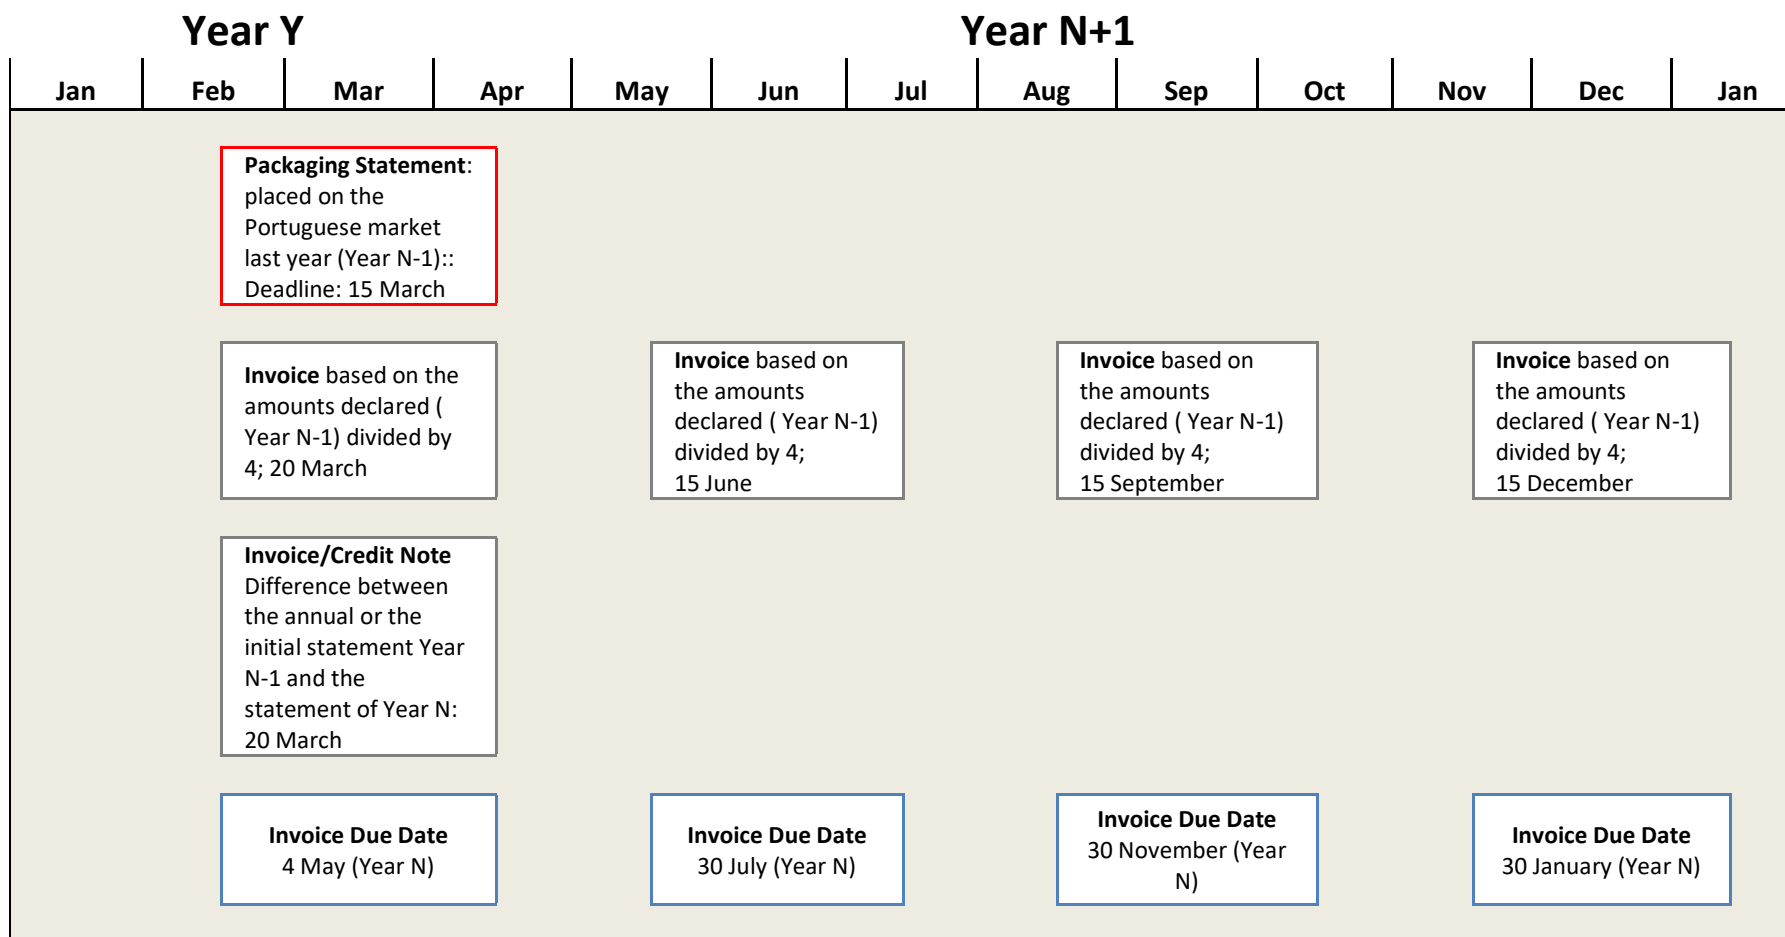 Year Y
Year N+1
Jan Feb Mar Apr May Jun Jul Aug Sep Oct Nov Dec Jan
Packaging Statement:
placed on the
Portuguese market
last year (Year N-1)::
Deadline: 15 March
Invoice based on the
amounts declared (
Year N-1) divided by
4; 20 March
Invoice based on
the amounts
declared ( Year N-1)
divided by 4;
15 June
Invoice based on
the amounts
declared ( Year N-1)
divided by 4;
15 September
Invoice based on
the amounts
declared ( Year N-1)
divided by 4;
15 December
Invoice/Credit Note
Difference between
the annual or the
initial statement Year
N-1 and the
statement of Year N:
20 March
Invoice Due Date
4 May (Year N)
Invoice Due Date
30 July (Year N)
Invoice Due Date
30 November (Year
N)
Invoice Due Date
30 January (Year N)